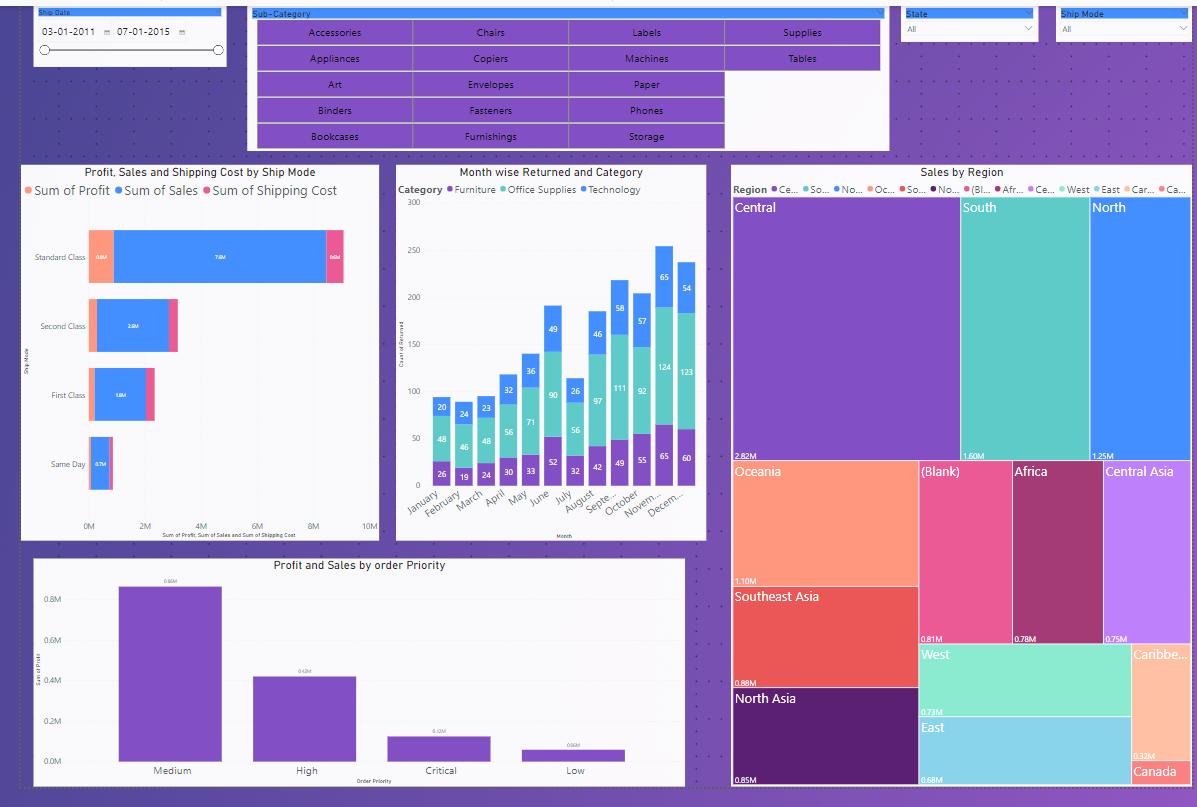 Ship Date
03-01-2011 07-01-2015
Sub-Category
Accessories Chairs Labels Supplies
Appliances Copiers Machines Tables
Art Envelopes Paper
Binders Fasteners Phones
Bookcases Furnishings Storage
State
All
Ship Mode
All
Profit, Sales and Shipping Cost by Ship Mode
Sum of Profit Sum of Sales Sum of Shipping Cost
Ship Mode
Standard Class 0.9M 7.6M 0.6M
Second Class 2.6M
First Class 1.8M
Same Day 0.7M
0M 2M 4M 6M 8M 10M
Sum of Profit, Sum of Sales and Sum of Shipping Cost
Month wise Returned and Category
Category Furniture Office Supplies Technology
Count of Returned
300
250
200
150
100
50
0
20 24 23 32 36 49 26 46 58 57 65 54
48 46 48 56 71 90 56 97 111 92 124 123
26 19 24 30 33 52 32 42 49 55 65 60
January February March April May June July August Septe... October Novem... Decem...
Month
Sales by Region
Region Ce... So... No... Oc... So... No... (Bl... Afr... Ce... West East Car... Ca...
Central
2.82M
South
1.60M
North
1.25M
Oceania
1.10M
Southeast Asia
0.88M
North Asia
0.85M
(Blank)
0.81M
Africa
0.78M
Central Asia
0.75M
West
0.73M
East
0.68M
Caribbe...
0.32M
Canada
Profit and Sales by order Priority
Sum of Profit
0.8M
0.6M
0.4M
0.2M
0.0M
0.42M 0.12M 0.06M
Medium High Critical Low
Order Priority